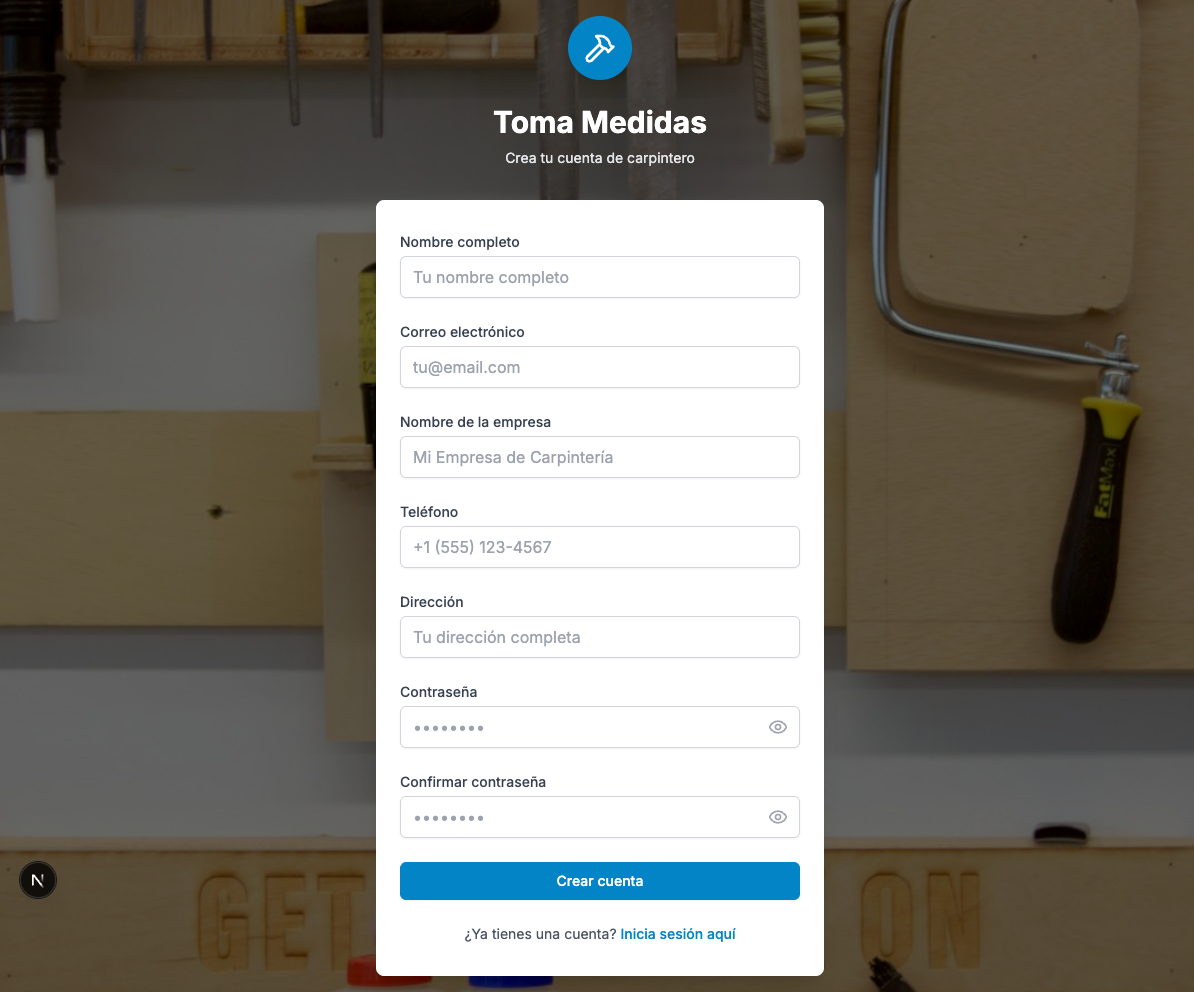 Toma Medidas
Crea tu cuenta de carpintero
Nombre completo
Tu nombre completo
Correo electrónico
tu@email.com
Nombre de la empresa
Mi Empresa de Carpintería
Teléfono
+1 (555) 123-4567
FatMax
Dirección
Tu dirección completa
Contraseña
••••••••
Confirmar contraseña
••••••••
N
Crear cuenta
GET ON
¿Ya tienes una cuenta? Inicia sesión aquí